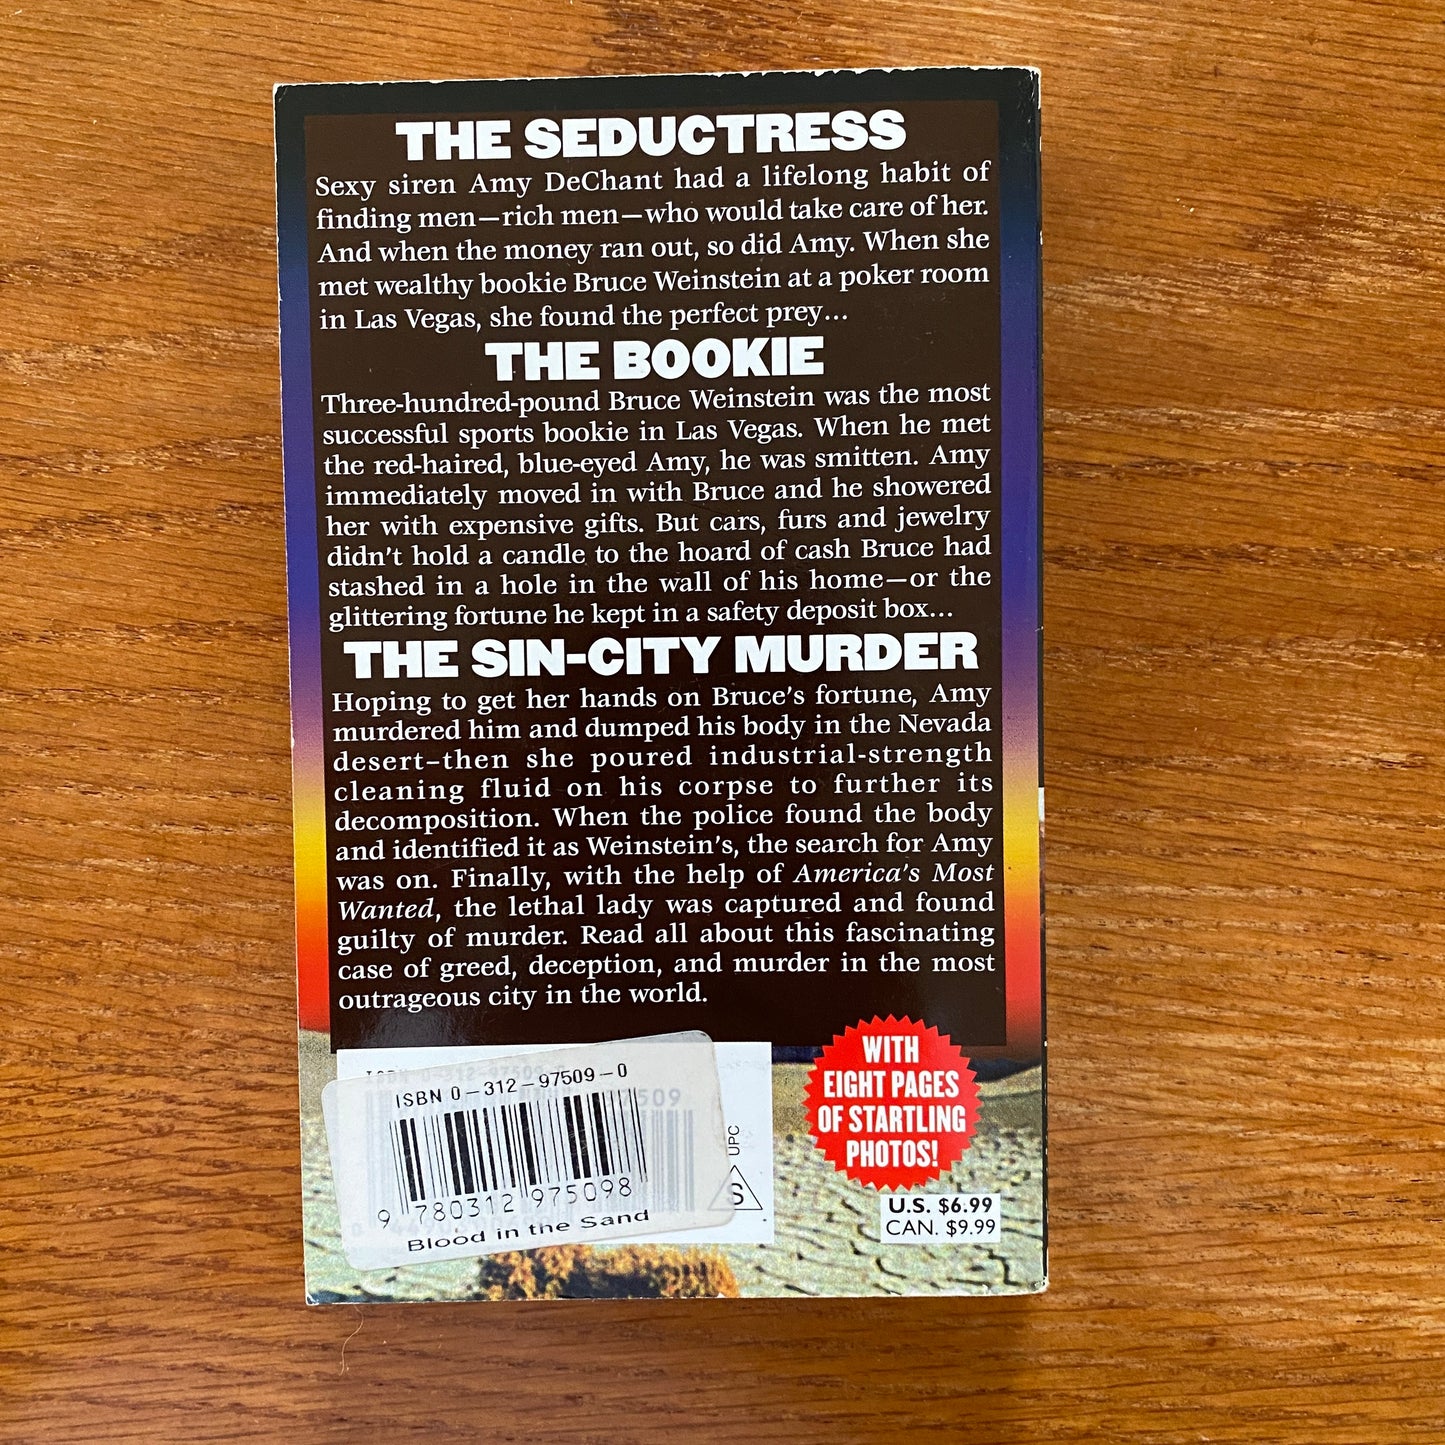 THE SEDUCTRESS
Sexy siren Amy DeChant had a lifelong habit of
finding men—rich men—who would take care of her.
And when the money ran out, so did Amy. When she
met wealthy bookie Bruce Weinstein at a poker room
in Las Vegas, she found the perfect prey...
THE BOOKIE
Three-hundred-pound Bruce Weinstein was the most
successful sports bookie in Las Vegas. When he met
the red-haired, blue-eyed Amy, he was smitten. Amy
immediately moved in with Bruce and he showered
her with expensive gifts. But cars, furs and jewelry
didn't hold a candle to the hoard of cash Bruce had
stashed in a hole in the wall of his home—or the
glittering fortune he kept in a safety deposit box...
THE SIN-CITY MURDER
Hoping to get her hands on Bruce's fortune, Amy
murdered him and dumped his body in the Nevada
desert–then she poured industrial-strength
cleaning fluid on his corpse to further its
decomposition. When the police found the body
and identified it as Weinstein's, the search for Amy
was on. Finally, with the help of America's Most
Wanted, the lethal lady was captured and found
guilty of murder. Read all about this fascinating
case of greed, deception, and murder in the most
outrageous city in the world.
ISBN 0-312-97509-0
9 780312 975098
Blood in the Sand
UPC
S
WITH
EIGHT PAGES
OF STARTLING
PHOTOS!
U.S. $6.99
CAN. $9.99